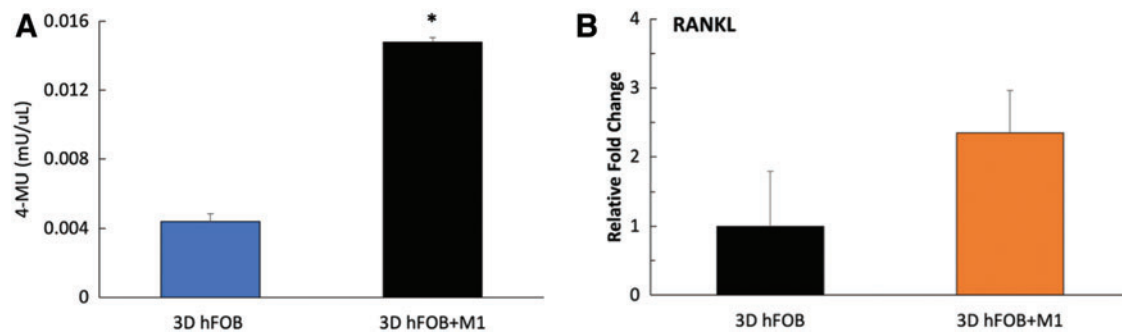 A
*
0.016
0.012
0.008
0.004
0
4-MU (mU/uL)
3D hFOB
3D hFOB+M1
B
RANKL
4
3
2
1
0
Relative Fold Change
3D hFOB
3D hFOB+M1